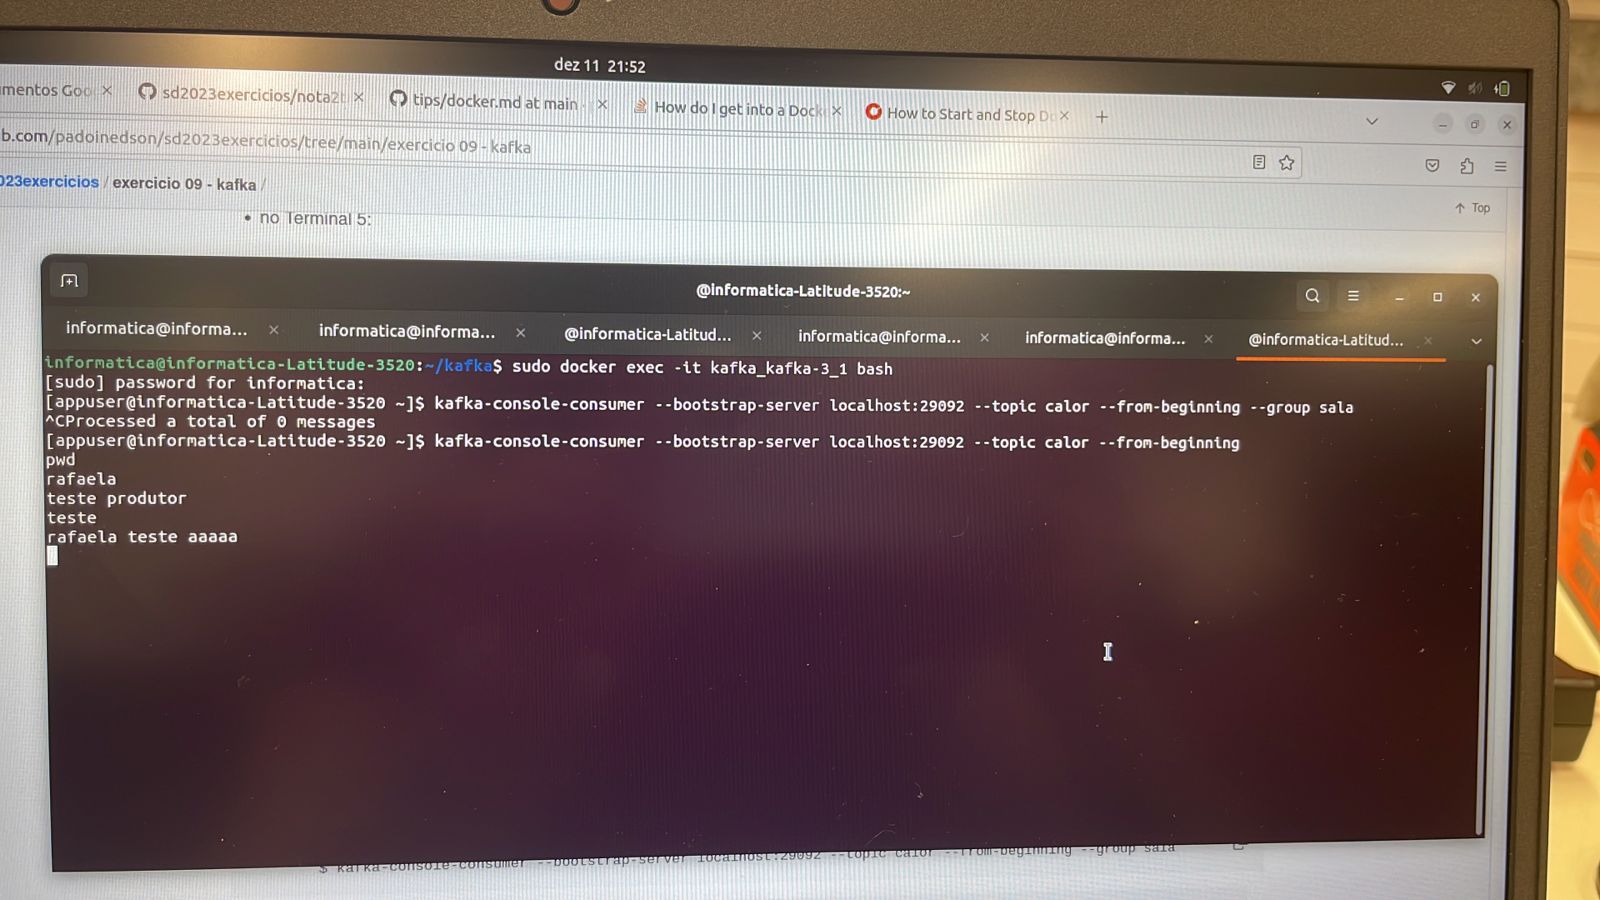 dez 11 21:52
mentos Goo
sd2023exercicios/nota2
tips/docker.md at main
How do I get into a Dock
How to Start and Stop D
b.com/padoinedson/sd2023exercicios/tree/main/exercicio 09 - kafka
023exercicios / exercicio 09 - kafka /
↑ Top
• no Terminal 5:
@informatica-Latitude-3520:~
informatica@informa...
informatica@informa...
@informatica-Latitud...
informatica@informa...
informatica@informa...
@informatica-Latitud...
informatica@informatica-Latitude-3520:~/kafka$ sudo docker exec -it kafka_kafka-3_1 bash
[sudo] password for informatica:
[appuser@informatica-Latitude-3520 ~]$ kafka-console-consumer --bootstrap-server localhost:29092 --topic calor --from-beginning --group sala
^CProcessed a total of 0 messages
[appuser@informatica-Latitude-3520 ~]$ kafka-console-consumer --bootstrap-server localhost:29092 --topic calor --from-beginning
pwd
rafaela
teste produtor
teste
rafaela teste aaaaa
$ kafka-console-consumer --bootstrap-server localhost:29092 --topic calor --from-beginning --group sala